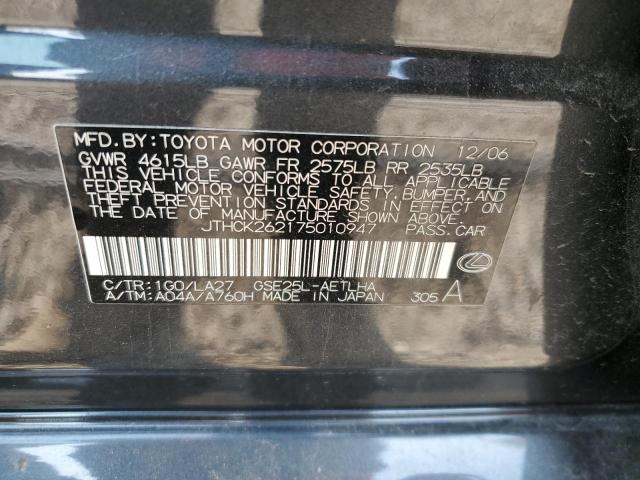 MFD. BY: TOYOTA MOTOR CORPORATION 12/06
GVWR 4615LB GAWR FR 2575LB RR 2535LB
THIS VEHICLE CONFORMS TO ALL APPLICABLE
FEDERAL MOTOR VEHICLE SAFETY, BUMPER, AND
THEFT PREVENTION STANDARDS IN EFFECT ON
THE DATE OF MANUFACTURE SHOWN ABOVE.
JTHCK262175010947 PASS.CAR
C/TR:1G0/LA27 GSE25L-AETLHA
A/TM:A04A/A760H MADE IN JAPAN 305 A